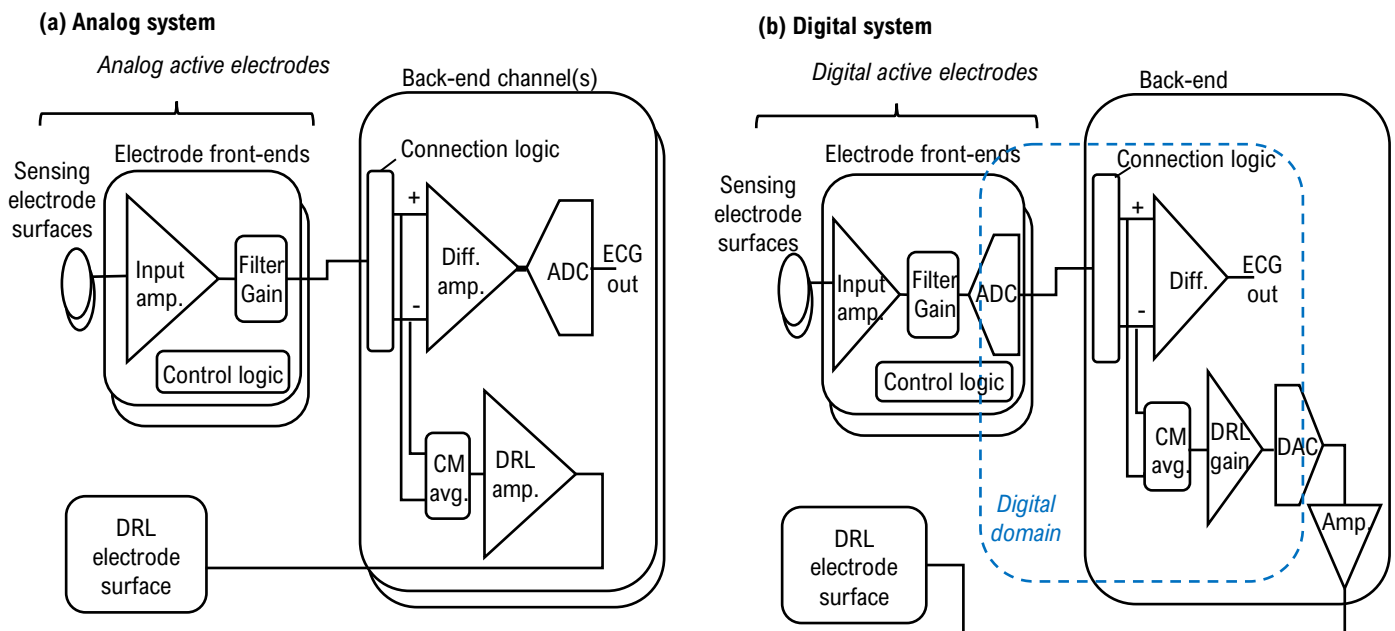 (a) Analog system
Analog active electrodes
Back-end channel(s)
Electrode front-ends
Connection logic
Sensing
electrode
surfaces
+
-
Input
amp.
Filter
Gain
Diff.
amp.
ADC
ECG
out
Control logic
CM
avg.
DRL
amp.
DRL
electrode
surface
(b) Digital system
Digital active electrodes
Back-end
Electrode front-ends
Connection logic
Sensing
electrode
surfaces
+
-
Input
amp.
Filter
Gain
ADC
Diff.
ECG
out
Control logic
CM
avg.
DRL
gain
DAC
Digital
domain
Amp.
DRL
electrode
surface